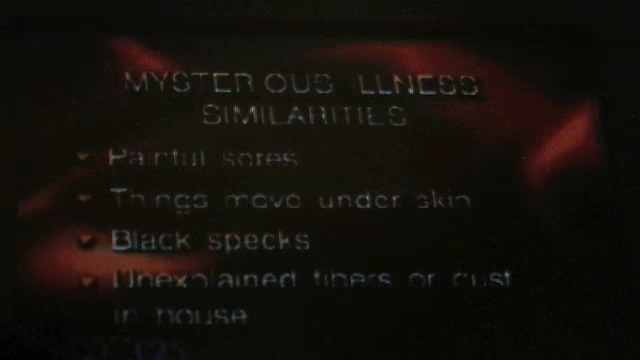 MYSTERIOUS ILLNESS
SIMILARITIES
Painful sores
Things move under skin
Black specks
Unexplained fibers or dust
in house